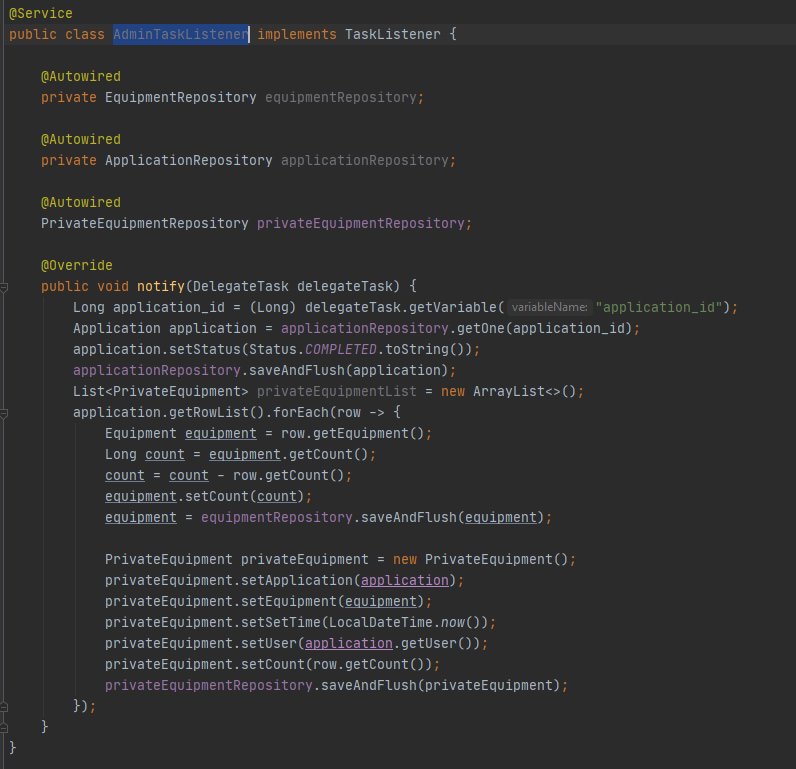 @Service
public class AdminTaskListener implements TaskListener {
@Autowired
private EquipmentRepository equipmentRepository;
@Autowired
private ApplicationRepository applicationRepository;
@Autowired
PrivateEquipmentRepository privateEquipmentRepository;
@Override
public void notify(DelegateTask delegateTask) {
Long application_id = (Long) delegateTask.getVariable( variableName: "application_id");
Application application = applicationRepository.getOne(application_id);
application.setStatus(Status.COMPLETED.toString());
applicationRepository.saveAndFlush(application);
List<PrivateEquipment> privateEquipmentList = new ArrayList<>();
application.getRowList().forEach(row -> {
Equipment equipment = row.getEquipment();
Long count = equipment.getCount();
count = count - row.getCount();
equipment.setCount(count);
equipment = equipmentRepository.saveAndFlush(equipment);
PrivateEquipment privateEquipment = new PrivateEquipment();
privateEquipment.setApplication(application);
privateEquipment.setEquipment(equipment);
privateEquipment.setSetTime(LocalDateTime.now());
privateEquipment.setUser(application.getUser());
privateEquipment.setCount(row.getCount());
privateEquipmentRepository.saveAndFlush(privateEquipment);
});
}
}